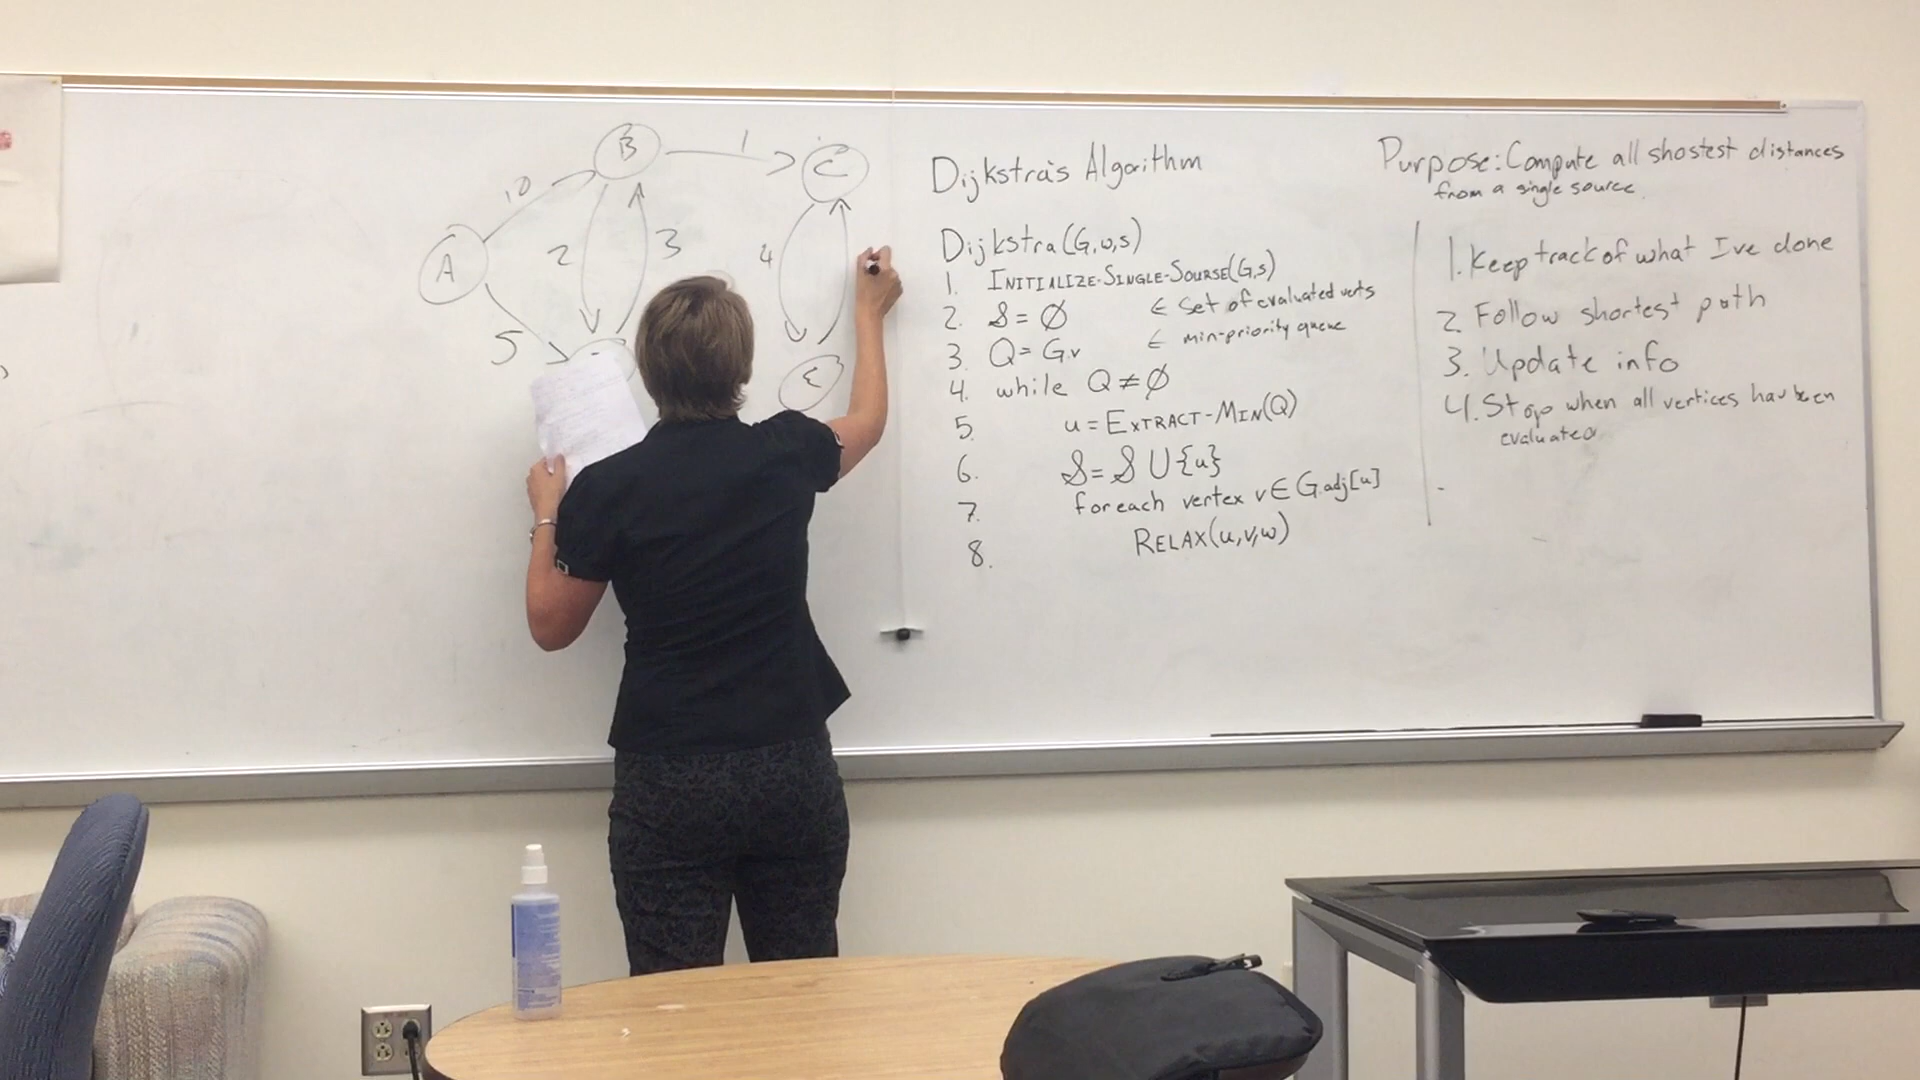 B
1
C
10
A
2
3
4
5
E
Dijkstra's Algorithm
Dijkstra(G,w,s)
1. INITIALIZE-SINGLE-SOURSE(G,s)
2. S = ∅ ← set of evaluated verts
3. Q = G.v ← min-priority queue
4. while Q ≠ ∅
5. u = EXTRACT-MIN(Q)
6. S = S ∪ {u}
7. for each vertex v ∈ G.adj[u]
8. RELAX(u,v,w)
Purpose: Compute all shostest distances
from a single source.
1. Keep track of what I've done
2. Follow shortest path
3. Update info
4. Stop when all vertices have been
evaluated